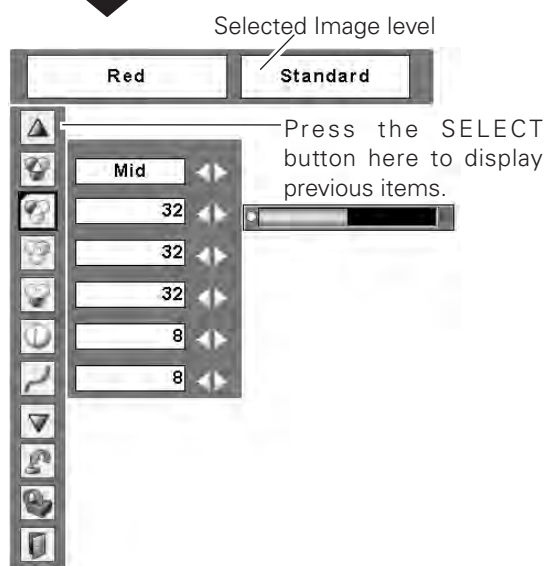 Selected Image level
Red Standard
Press the SELECT
button here to display
previous items.
Mid
32
32
32
8
8